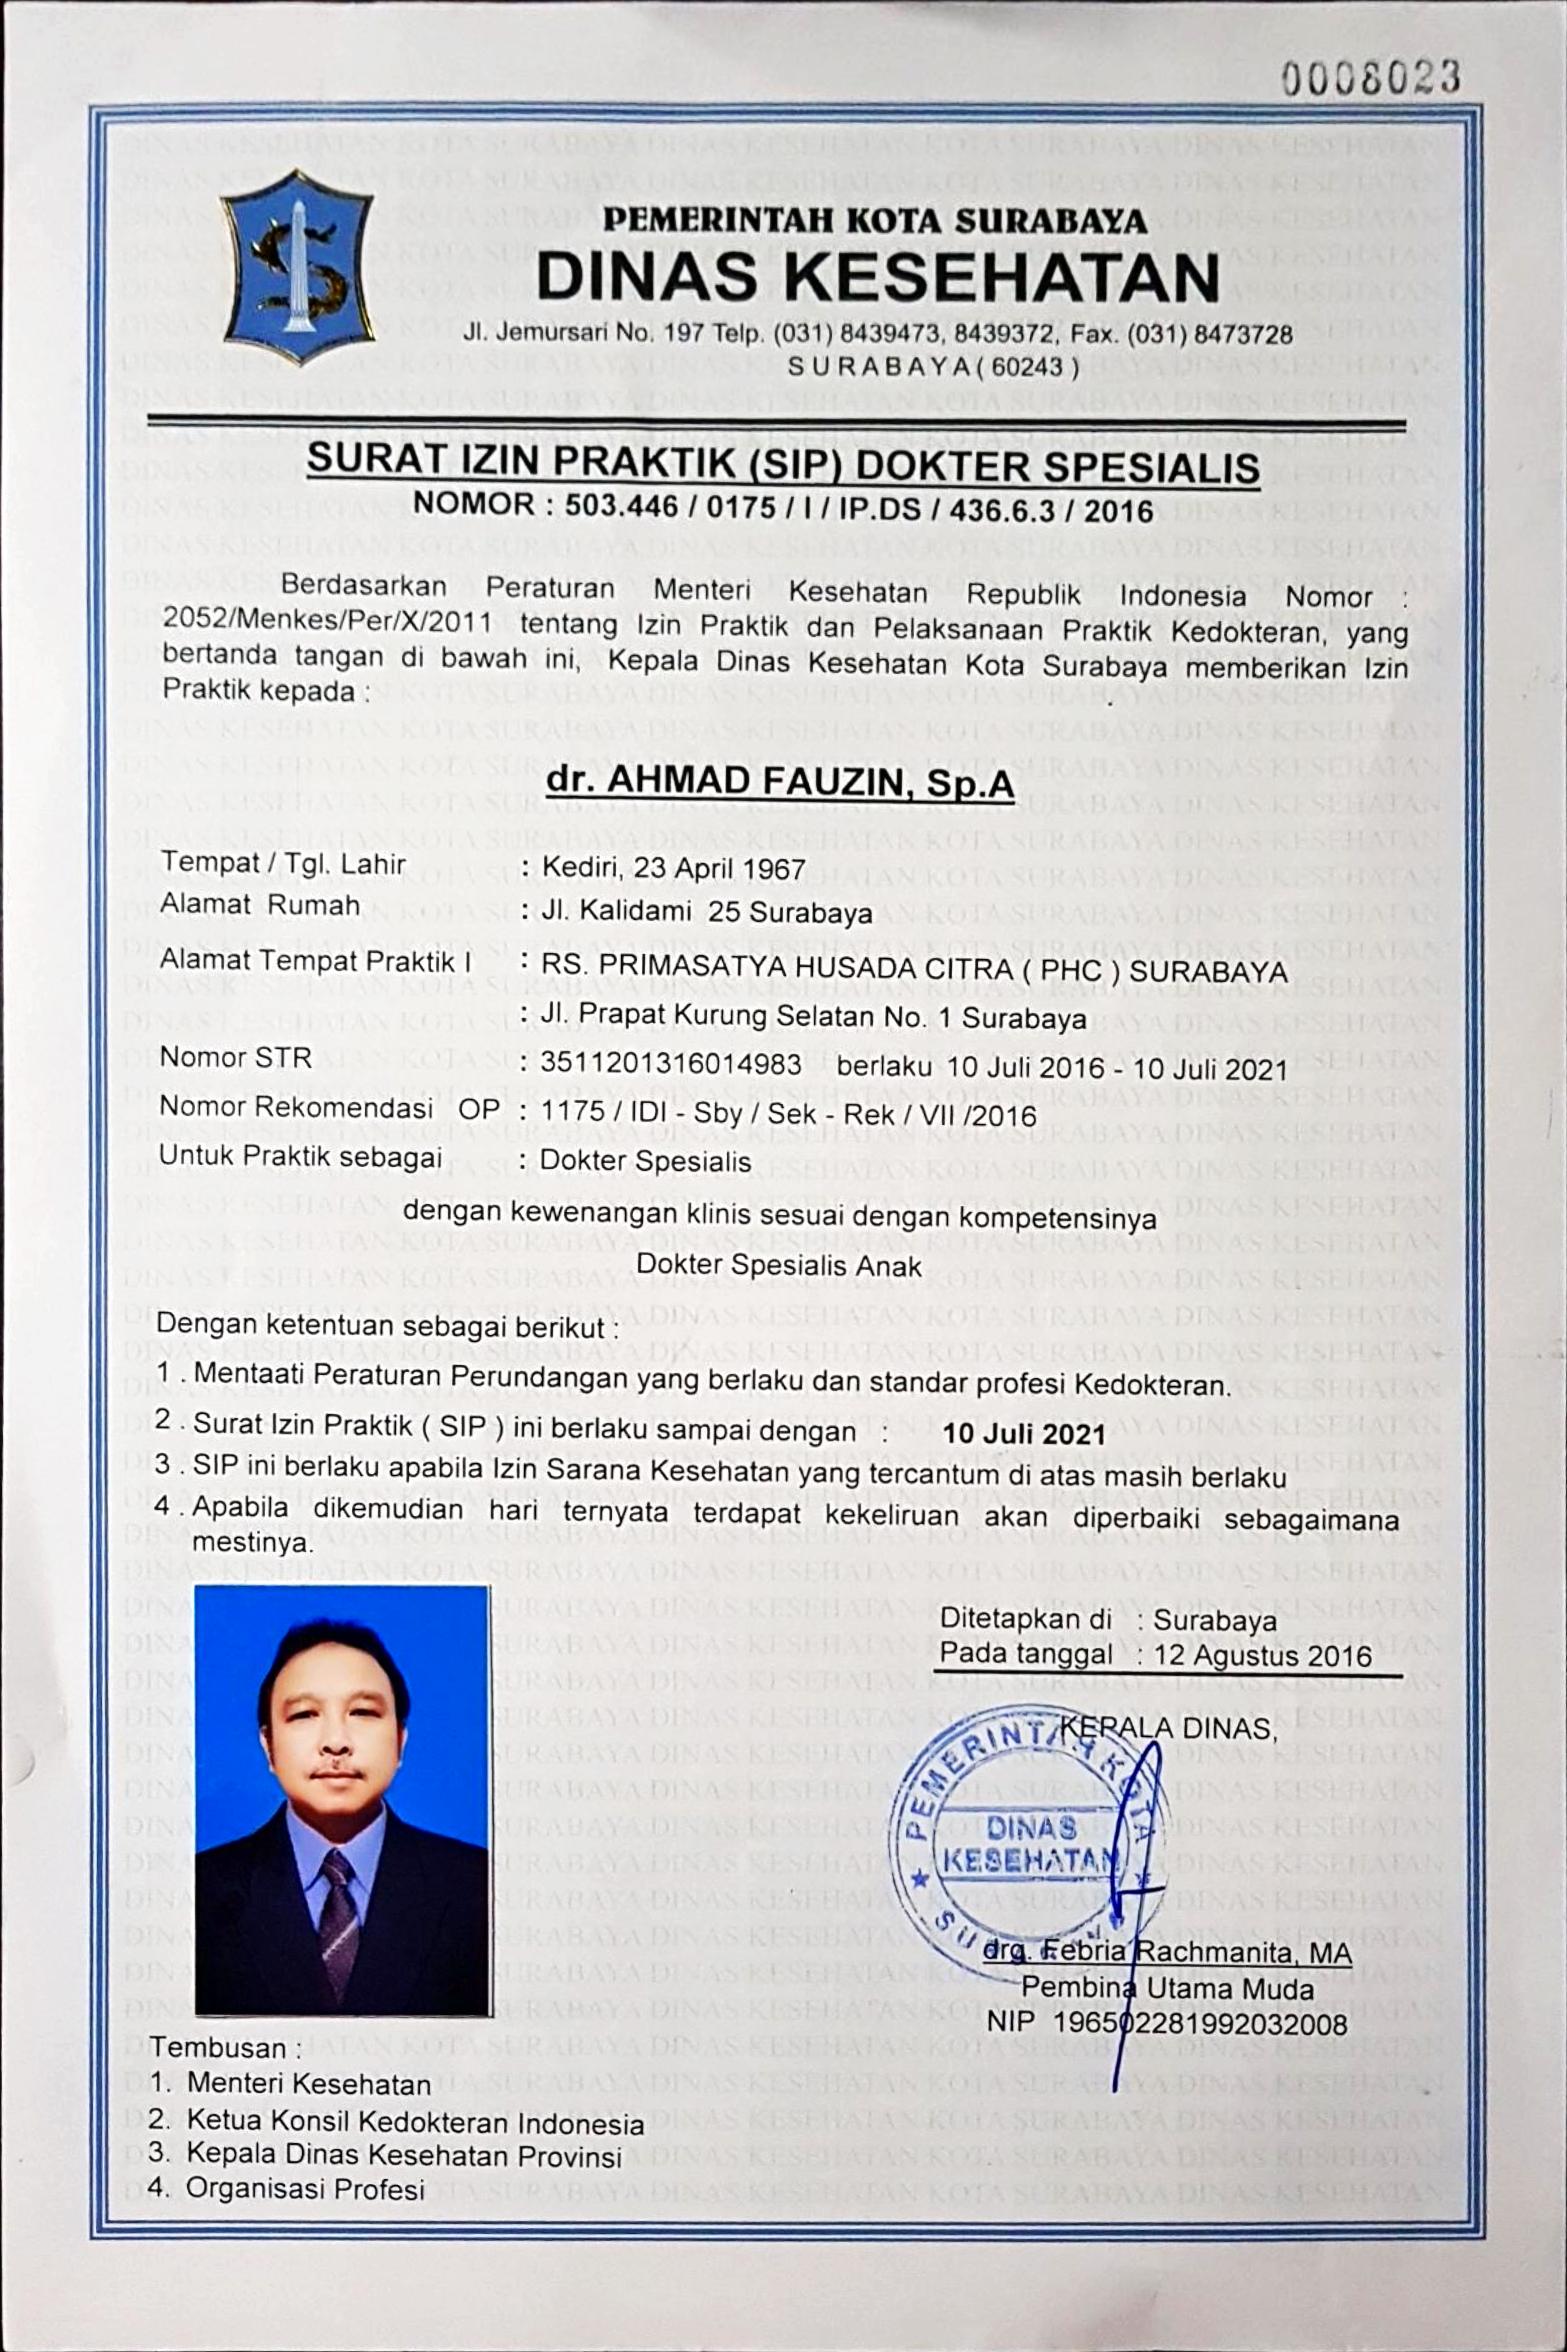 0008023
PEMERINTAH KOTA SURABAYA
DINAS KESEHATAN
Jl. Jemursari No. 197 Telp. (031) 8439473, 8439372, Fax. (031) 8473728
S U R A B A Y A ( 60243 )
SURAT IZIN PRAKTIK (SIP) DOKTER SPESIALIS
NOMOR : 503.446 / 0175 / I / IP.DS / 436.6.3 / 2016
Berdasarkan Peraturan Menteri Kesehatan Republik Indonesia Nomor :
2052/Menkes/Per/X/2011 tentang Izin Praktik dan Pelaksanaan Praktik Kedokteran, yang
bertanda tangan di bawah ini, Kepala Dinas Kesehatan Kota Surabaya memberikan Izin
Praktik kepada :
dr. AHMAD FAUZIN, Sp.A
Tempat / Tgl. Lahir : Kediri, 23 April 1967
Alamat Rumah : Jl. Kalidami 25 Surabaya
Alamat Tempat Praktik I : RS. PRIMASATYA HUSADA CITRA ( PHC ) SURABAYA
: Jl. Prapat Kurung Selatan No. 1 Surabaya
Nomor STR : 3511201316014983 berlaku 10 Juli 2016 - 10 Juli 2021
Nomor Rekomendasi OP : 1175 / IDI - Sby / Sek - Rek / VII /2016
Untuk Praktik sebagai : Dokter Spesialis
dengan kewenangan klinis sesuai dengan kompetensinya
Dokter Spesialis Anak
Dengan ketentuan sebagai berikut :
1 . Mentaati Peraturan Perundangan yang berlaku dan standar profesi Kedokteran.
2 . Surat Izin Praktik ( SIP ) ini berlaku sampai dengan : 10 Juli 2021
3 . SIP ini berlaku apabila Izin Sarana Kesehatan yang tercantum di atas masih berlaku
4 . Apabila dikemudian hari ternyata terdapat kekeliruan akan diperbaiki sebagaimana
mestinya.
Ditetapkan di : Surabaya
Pada tanggal : 12 Agustus 2016
KEPALA DINAS,
PEMERINTAH KOTA
DINAS
KESEHATAN
drg. Febria Rachmanita, MA
Pembina Utama Muda
NIP 196502281992032008
Tembusan :
1. Menteri Kesehatan
2. Ketua Konsil Kedokteran Indonesia
3. Kepala Dinas Kesehatan Provinsi
4. Organisasi Profesi